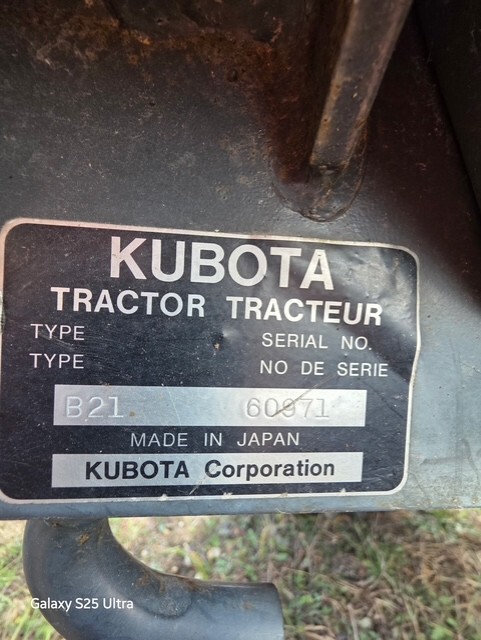 KUBOTA
TRACTOR TRACTEUR
TYPE SERIAL NO.
TYPE NO DE SERIE
B21 60971
MADE IN JAPAN
KUBOTA Corporation
Galaxy S25 Ultra